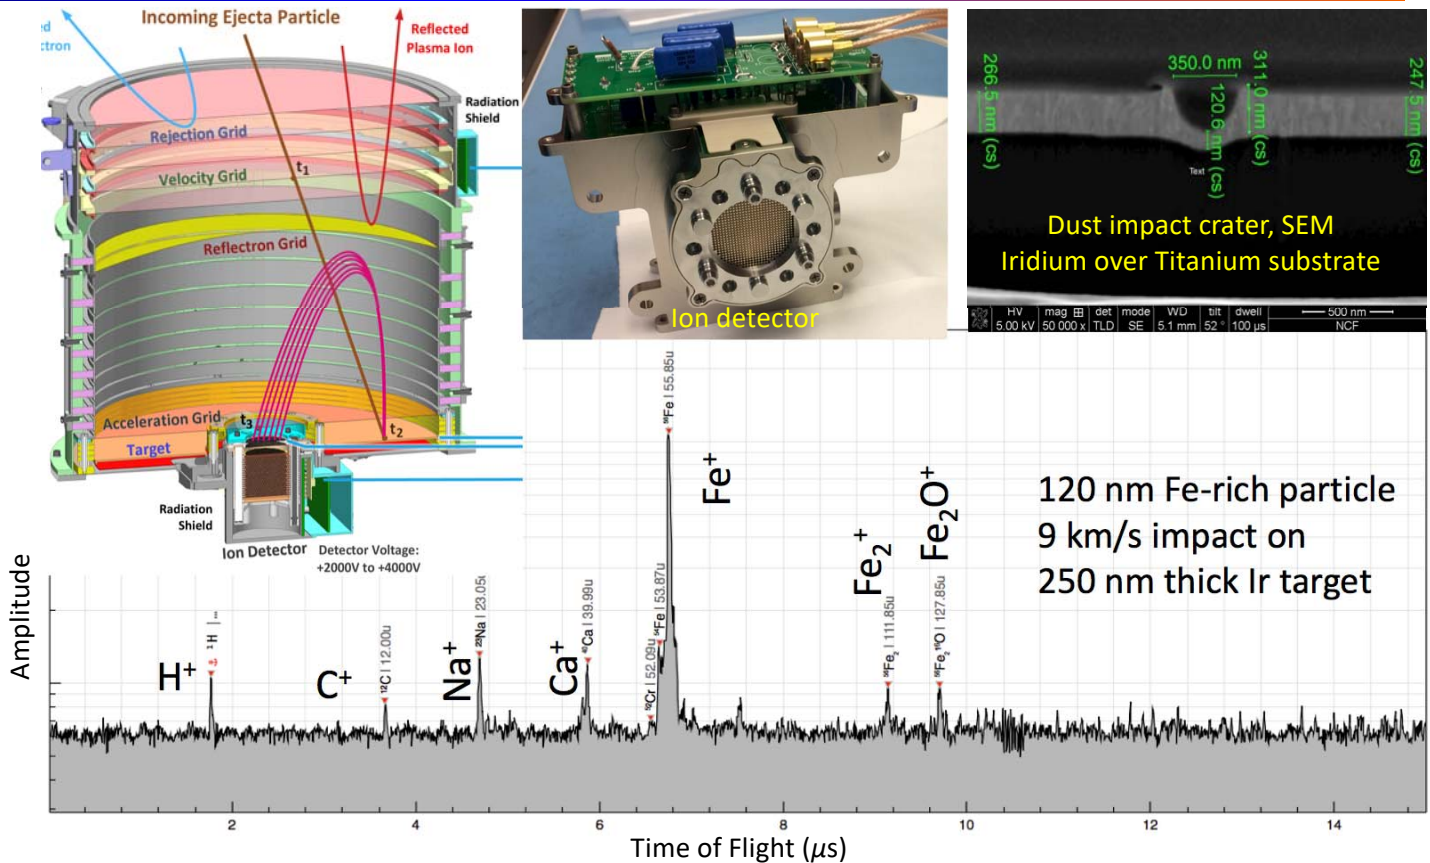 Incoming Ejecta Particle
Reflected
Plasma Ion
Radiation
Shield
Rejection Grid
t1
Velocity Grid
Reflectron Grid
Acceleration Grid
t3
t2
Target
Radiation
Shield
Ion Detector
Detector Voltage:
+2000V to +4000V
Ion detector
266.5 nm (cs)
350.0 nm
120.6 nm (cs)
311.0 nm (cs)
247.5 nm (cs)
Text
Dust impact crater, SEM
Iridium over Titanium substrate
HV mag det mode WD tilt dwell 500 nm
5.00 kV 50 000 x TLD SE 5.1 mm 52 ° 100 µs NCF
120 nm Fe-rich particle
9 km/s impact on
250 nm thick Ir target
Amplitude
H+
1H
C+
12C | 12.00u
Na+
23Na | 23.05
Ca+
40Ca | 39.99u
52Cr | 52.09u
54Fe | 53.87u
56Fe | 55.85u
Fe+
Fe2+
56Fe2 | 111.85u
Fe2O+
56Fe2 16O | 127.85u
2 4 6 8 10 12 14
Time of Flight (µs)